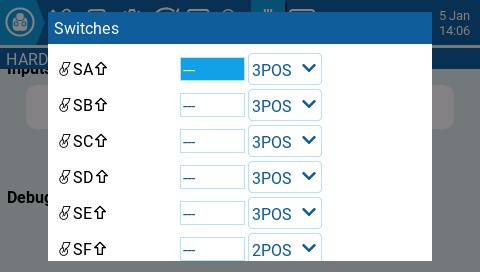 5 Jan
14:06
Switches
HARD
Inputs
SA --- 3POS
SB --- 3POS
SC --- 3POS
SD --- 3POS
Debug
SE --- 3POS
SF --- 2POS